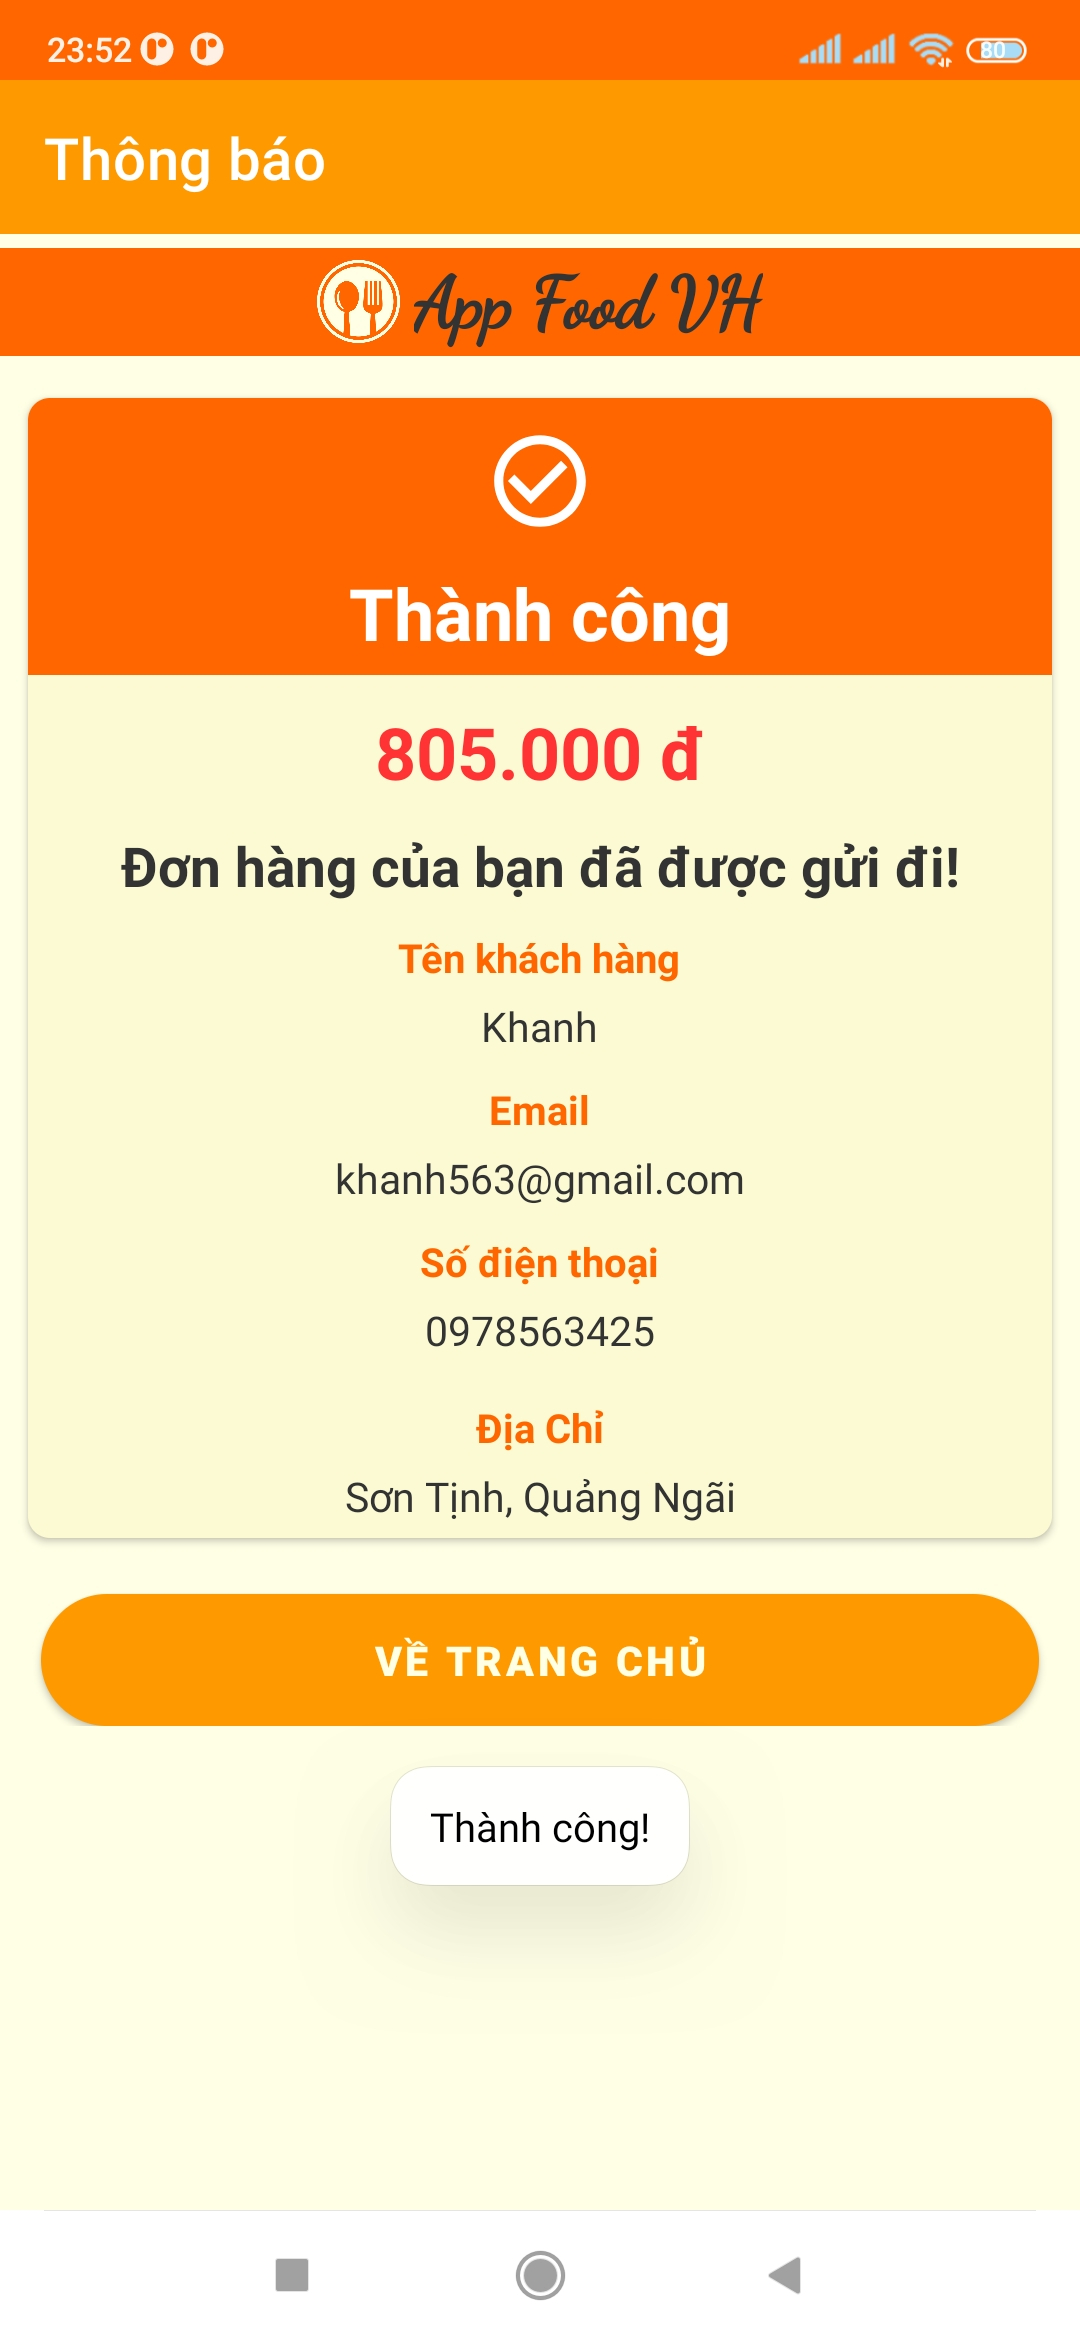 23:52
80
Thông báo
App Food VH
Thành công
805.000 đ
Đơn hàng của bạn đã được gửi đi!
Tên khách hàng
Khanh
Email
khanh563@gmail.com
Số điện thoại
0978563425
Địa Chỉ
Sơn Tịnh, Quảng Ngãi
VỀ TRANG CHỦ
Thành công!